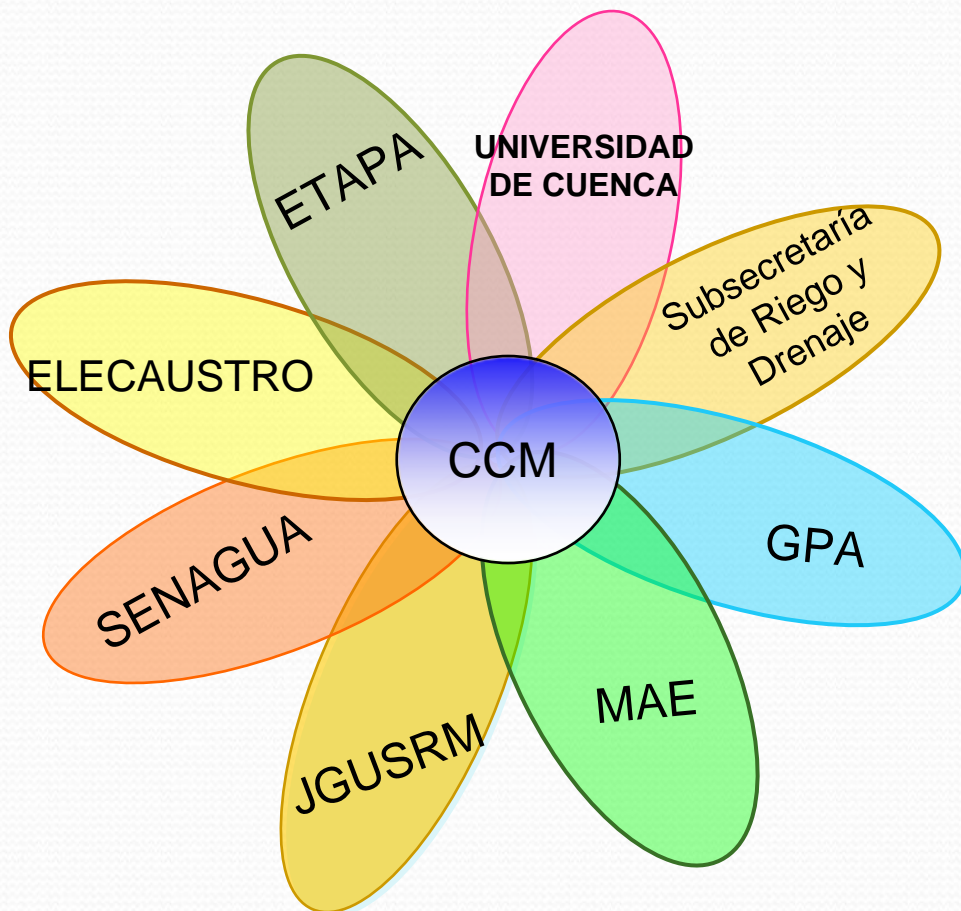 UNIVERSIDAD
DE CUENCA
ETAPA
Subsecretaría
de Riego y
Drenaje
ELECAUSTRO
CCM
GPA
SENAGUA
MAE
JGUSRM